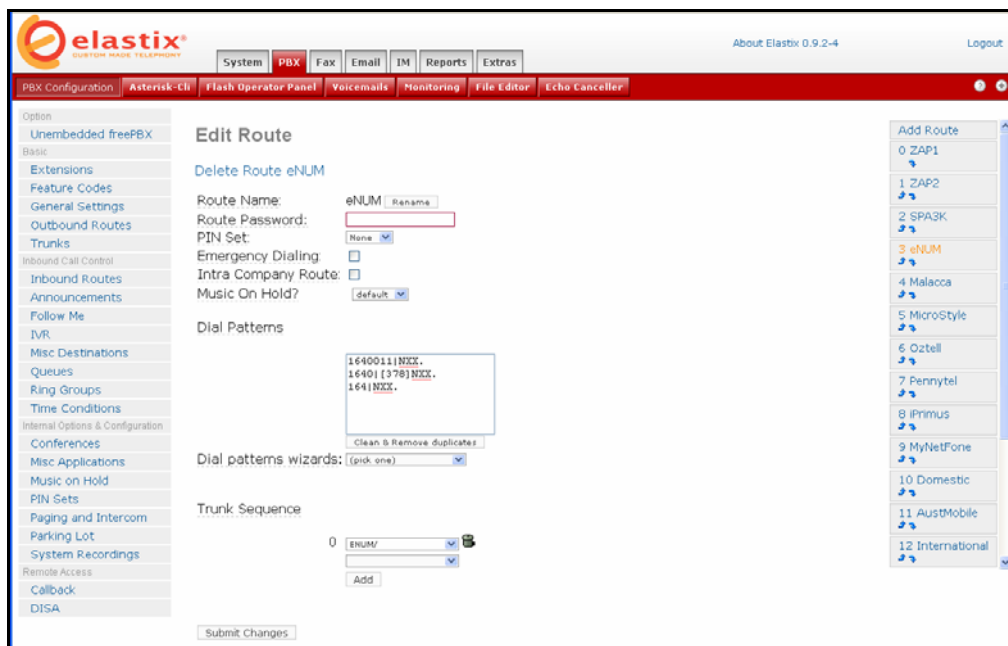 elastix®
CUSTOM MADE TELEPHONY
About Elastix 0.9.2-4
Logout
System PBX Fax Email IM Reports Extras
PBX Configuration Asterisk-Cli Flash Operator Panel Voicemails Monitoring File Editor Echo Canceller
Option
Unembedded freePBX
Basic
Extensions
Feature Codes
General Settings
Outbound Routes
Trunks
Inbound Call Control
Inbound Routes
Announcements
Follow Me
IVR
Misc Destinations
Queues
Ring Groups
Time Conditions
Internal Options & Configuration
Conferences
Misc Applications
Music on Hold
PIN Sets
Paging and Intercom
Parking Lot
System Recordings
Remote Access
Callback
DISA
Edit Route
Delete Route eNUM
Route Name: eNUM Rename
Route Password:
PIN Set: None
Emergency Dialing:
Intra Company Route:
Music On Hold? default
Dial Patterns
1640011|NXX.
1640|[378]NXX.
164|NXX.
Clean & Remove duplicates
Dial patterns wizards: (pick one)
Trunk Sequence
0 ENUM/
Add
Submit Changes
Add Route
0 ZAP1
1 ZAP2
2 SPA3K
3 eNUM
4 Malacca
5 MicroStyle
6 Oztell
7 Pennytel
8 iPrimus
9 MyNetFone
10 Domestic
11 AustMobile
12 International